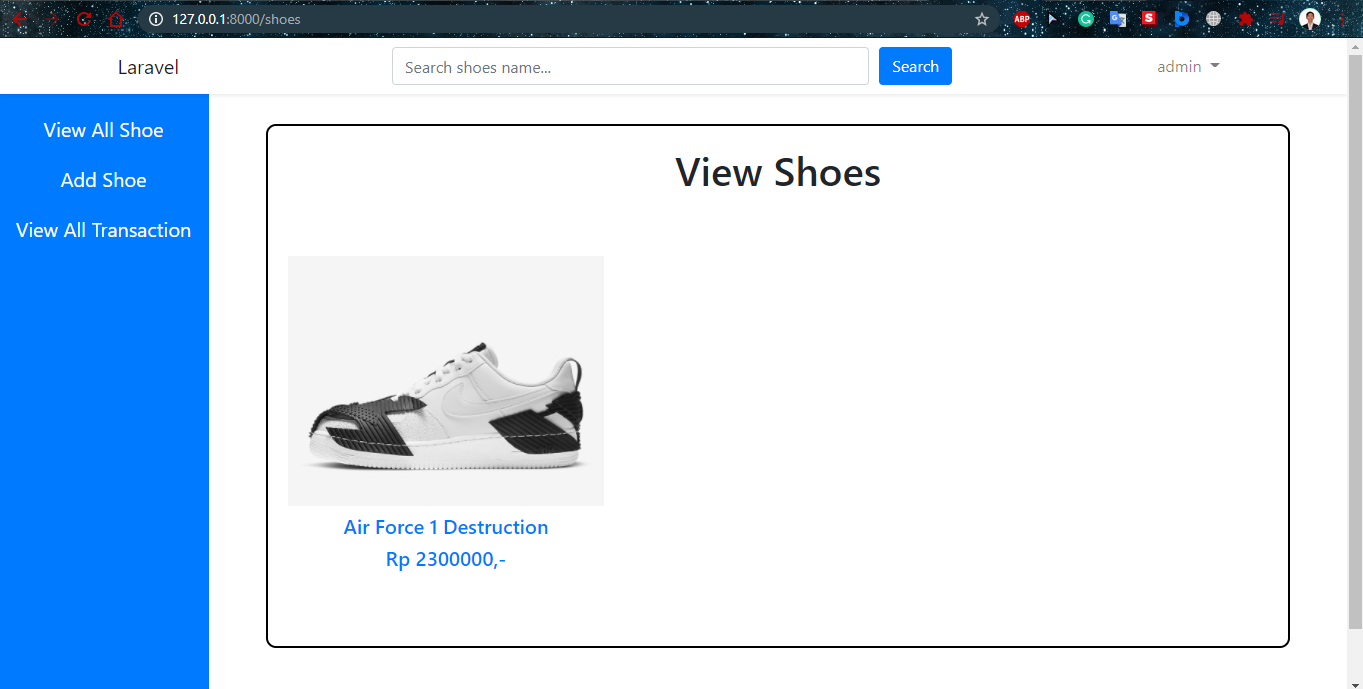 127.0.0.1:8000/shoes
ABP
G
S
Laravel
Search shoes name...
Search
admin
View All Shoe
Add Shoe
View All Transaction
View Shoes
Air Force 1 Destruction
Rp 2300000,-